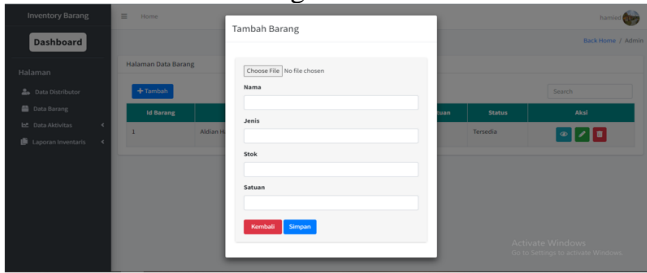 Inventory Barang
Home
Dashboard
Back Home / Admin
Halaman
Halaman Data Barang
Data Distributor
Data Barang
Data Aktivitas
Laporan Inventaris
+ Tambah
Search
Id Barang
Status
Aksi
1
Tersedia
Tambah Barang
Choose File No file chosen
Nama
Jenis
Stok
Satuan
Kembali Simpan
Activate Windows
Go to Settings to activate Windows.